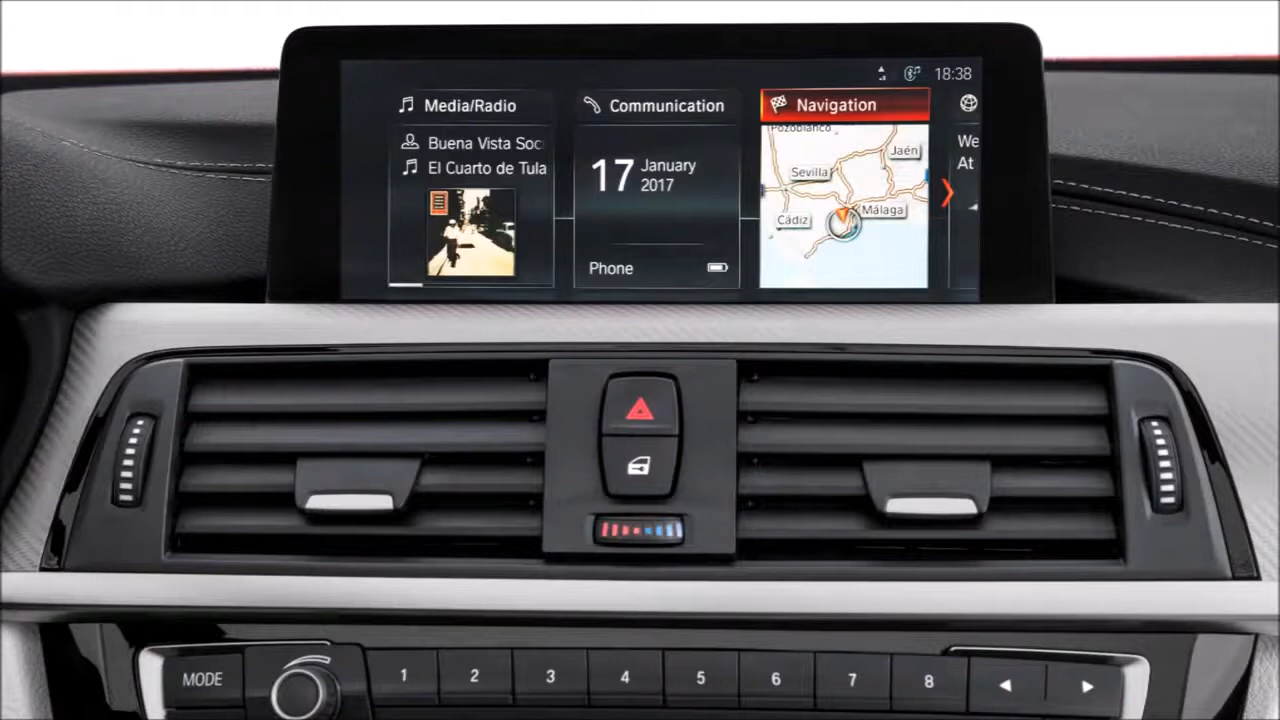 18:38
Media/Radio
Communication
Navigation
Buena Vista Soc
El Cuarto de Tula
17
January
2017
Phone
Pozoblanco
Jaén
Sevilla
Málaga
Cádiz
We
At
MODE
1 2 3 4 5 6 7 8